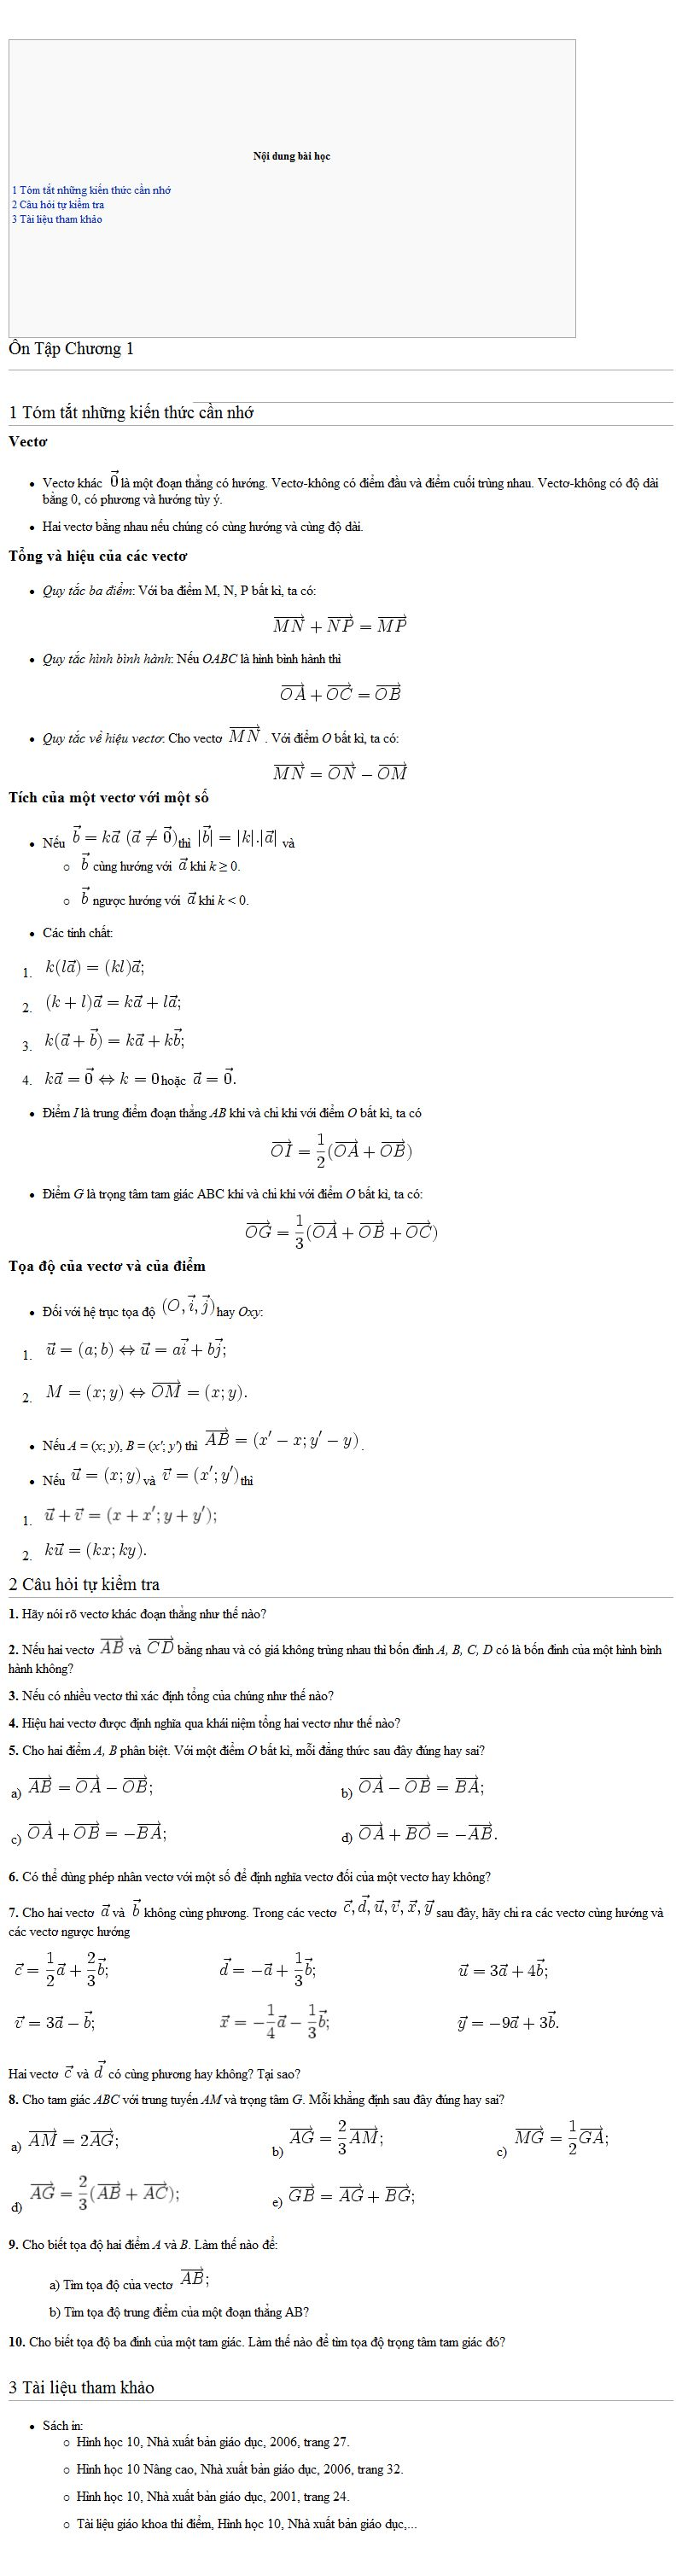 Nội dung bài học
1 Tóm tắt những kiến thức cần nhớ
2 Câu hỏi tự kiểm tra
3 Tài liệu tham khảo
Ôn Tập Chương 1
1 Tóm tắt những kiến thức cần nhớ
Vectơ
• Vectơ khác $\vec{0}$ là một đoạn thẳng có hướng. Vectơ-không có điểm đầu và điểm cuối trùng nhau. Vectơ-không có độ dài
bằng 0, có phương và hướng tùy ý.
• Hai vectơ bằng nhau nếu chúng có cùng hướng và cùng độ dài.
Tổng và hiệu của các vectơ
• Quy tắc ba điểm: Với ba điểm M, N, P bất kì, ta có:
$\overrightarrow{MN} + \overrightarrow{NP} = \overrightarrow{MP}$
• Quy tắc hình bình hành: Nếu OABC là hình bình hành thì
$\overrightarrow{OA} + \overrightarrow{OC} = \overrightarrow{OB}$
• Quy tắc về hiệu vectơ: Cho vectơ $\overrightarrow{MN}$ . Với điểm O bất kì, ta có:
$\overrightarrow{MN} = \overrightarrow{ON} - \overrightarrow{OM}$
Tích của một vectơ với một số
• Nếu $\vec{b} = k\vec{a}\ (\vec{a} \neq \vec{0})$ thì $|\vec{b}| = |k|.|\vec{a}|$ và
○ $\vec{b}$ cùng hướng với $\vec{a}$ khi k ≥ 0.
○ $\vec{b}$ ngược hướng với $\vec{a}$ khi k < 0.
• Các tính chất:
1. $k(l\vec{a}) = (kl)\vec{a};$
2. $(k + l)\vec{a} = k\vec{a} + l\vec{a};$
3. $k(\vec{a} + \vec{b}) = k\vec{a} + k\vec{b};$
4. $k\vec{a} = \vec{0} \Leftrightarrow k = 0$ hoặc $\vec{a} = \vec{0}.$
• Điểm I là trung điểm đoạn thẳng AB khi và chỉ khi với điểm O bất kì, ta có
$\overrightarrow{OI} = \frac{1}{2}(\overrightarrow{OA} + \overrightarrow{OB})$
• Điểm G là trọng tâm tam giác ABC khi và chỉ khi với điểm O bất kì, ta có:
$\overrightarrow{OG} = \frac{1}{3}(\overrightarrow{OA} + \overrightarrow{OB} + \overrightarrow{OC})$
Tọa độ của vectơ và của điểm
• Đối với hệ trục tọa độ $(O, \vec{i}, \vec{j})$ hay Oxy:
1. $\vec{u} = (a; b) \Leftrightarrow \vec{u} = a\vec{i} + b\vec{j};$
2. $M = (x; y) \Leftrightarrow \overrightarrow{OM} = (x; y).$
• Nếu A = (x; y), B = (x'; y') thì $\overrightarrow{AB} = (x' - x; y' - y)$ .
• Nếu $\vec{u} = (x; y)$ và $\vec{v} = (x'; y')$ thì
1. $\vec{u} + \vec{v} = (x + x'; y + y');$
2. $k\vec{u} = (kx; ky).$
2 Câu hỏi tự kiểm tra
1. Hãy nói rõ vectơ khác đoạn thẳng như thế nào?
2. Nếu hai vectơ $\overrightarrow{AB}$ và $\overrightarrow{CD}$ bằng nhau và có giá không trùng nhau thì bốn đỉnh A, B, C, D có là bốn đỉnh của một hình bình
hành không?
3. Nếu có nhiều vectơ thì xác định tổng của chúng như thế nào?
4. Hiệu hai vectơ được định nghĩa qua khái niệm tổng hai vectơ như thế nào?
5. Cho hai điểm A, B phân biệt. Với một điểm O bất kì, mỗi đẳng thức sau đây đúng hay sai?
a) $\overrightarrow{AB} = \overrightarrow{OA} - \overrightarrow{OB};$ b) $\overrightarrow{OA} - \overrightarrow{OB} = \overrightarrow{BA};$
c) $\overrightarrow{OA} + \overrightarrow{OB} = -\overrightarrow{BA};$ d) $\overrightarrow{OA} + \overrightarrow{BO} = -\overrightarrow{AB}.$
6. Có thể dùng phép nhân vectơ với một số để định nghĩa vectơ đối của một vectơ hay không?
7. Cho hai vectơ $\vec{a}$ và $\vec{b}$ không cùng phương. Trong các vectơ $\vec{c}, \vec{d}, \vec{u}, \vec{v}, \vec{x}, \vec{y}$ sau đây, hãy chỉ ra các vectơ cùng hướng và
các vectơ ngược hướng
$\vec{c} = \frac{1}{2}\vec{a} + \frac{2}{3}\vec{b};$ $\vec{d} = -\vec{a} + \frac{1}{3}\vec{b};$ $\vec{u} = 3\vec{a} + 4\vec{b};$
$\vec{v} = 3\vec{a} - \vec{b};$ $\vec{x} = -\frac{1}{4}\vec{a} - \frac{1}{3}\vec{b};$ $\vec{y} = -9\vec{a} + 3\vec{b}.$
Hai vectơ $\vec{c}$ và $\vec{d}$ có cùng phương hay không? Tại sao?
8. Cho tam giác ABC với trung tuyến AM và trọng tâm G. Mỗi khẳng định sau đây đúng hay sai?
a) $\overrightarrow{AM} = 2\overrightarrow{AG};$ b) $\overrightarrow{AG} = \frac{2}{3}\overrightarrow{AM};$ c) $\overrightarrow{MG} = \frac{1}{2}\overrightarrow{GA};$
d) $\overrightarrow{AG} = \frac{2}{3}(\overrightarrow{AB} + \overrightarrow{AC});$ e) $\overrightarrow{GB} = \overrightarrow{AG} + \overrightarrow{BG};$
9. Cho biết tọa độ hai điểm A và B. Làm thế nào để:
a) Tìm tọa độ của vectơ $\overrightarrow{AB};$
b) Tìm tọa độ trung điểm của một đoạn thẳng AB?
10. Cho biết tọa độ ba đỉnh của một tam giác. Làm thế nào để tìm tọa độ trọng tâm tam giác đó?
3 Tài liệu tham khảo
• Sách in:
○ Hình học 10, Nhà xuất bản giáo dục, 2006, trang 27.
○ Hình học 10 Nâng cao, Nhà xuất bản giáo dục, 2006, trang 32.
○ Hình học 10, Nhà xuất bản giáo dục, 2001, trang 24.
○ Tài liệu giáo khoa thí điểm, Hình học 10, Nhà xuất bản giáo dục,...